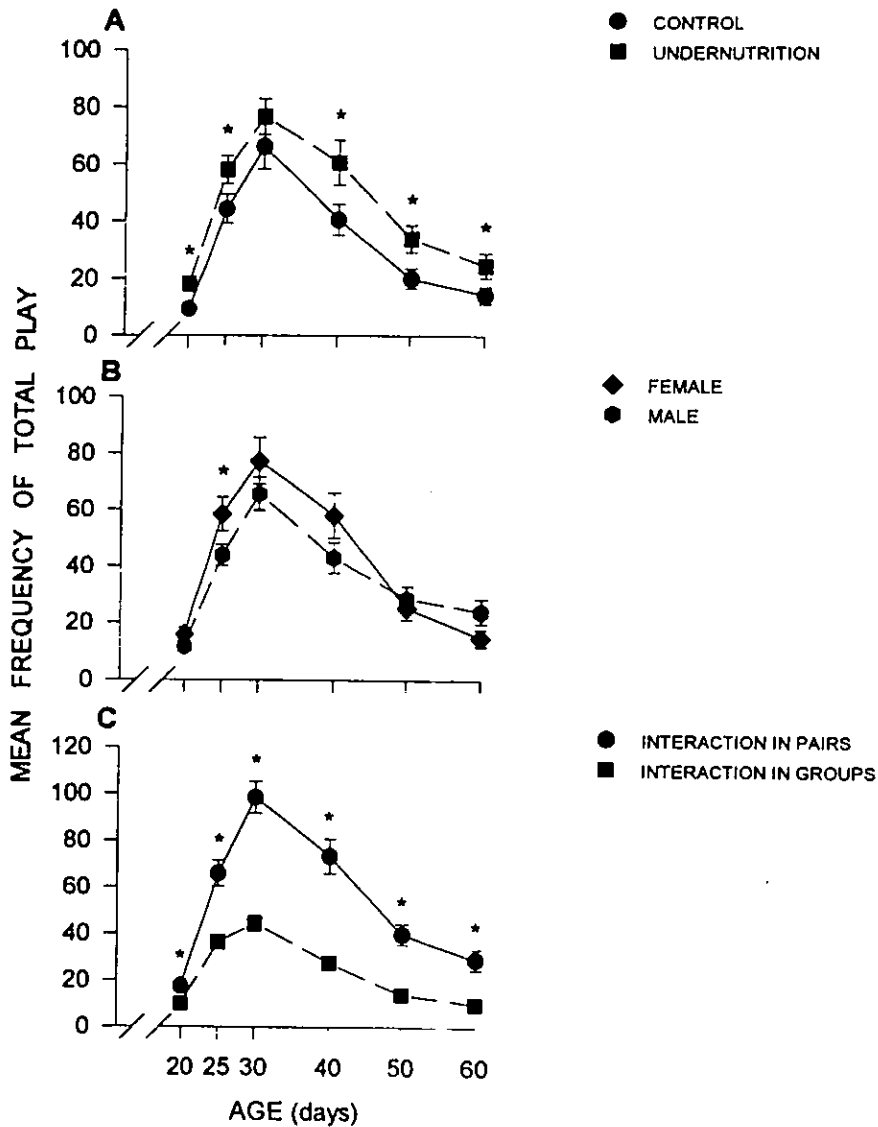 A
CONTROL
UNDERNUTRITION
100
80
60
40
20
0
* * * * *
MEAN FREQUENCY OF TOTAL PLAY
B
FEMALE
MALE
100
80
60
40
20
0
*
C
INTERACTION IN PAIRS
INTERACTION IN GROUPS
120
100
80
60
40
20
0
* * * * * *
20 25 30 40 50 60
AGE (days)